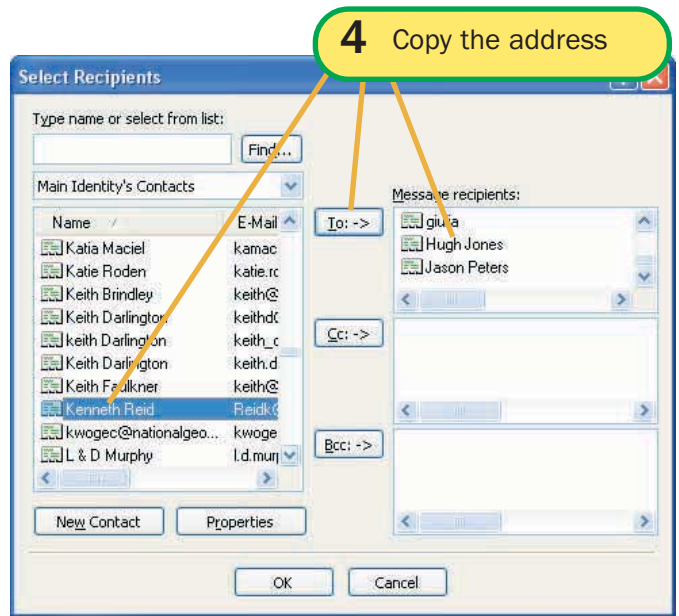 4 Copy the address
Select Recipients
Type name or select from list:
Find...
Main Identity's Contacts
Name E-Mail
Katia Maciel kamac
Katie Roden katie.rc
Keith Brindley keith@
Keith Darlington keithd
keith Darlington keith_c
Keith Darlington keith.d
Keith Faulkner keith@
Kenneth Reid Reidk@
kwogec@nationalgeo... kwoge
L & D Murphy l.d.mur
New Contact
Properties
To: ->
Cc: ->
Bcc: ->
Message recipients:
giulia
Hugh Jones
Jason Peters
OK
Cancel